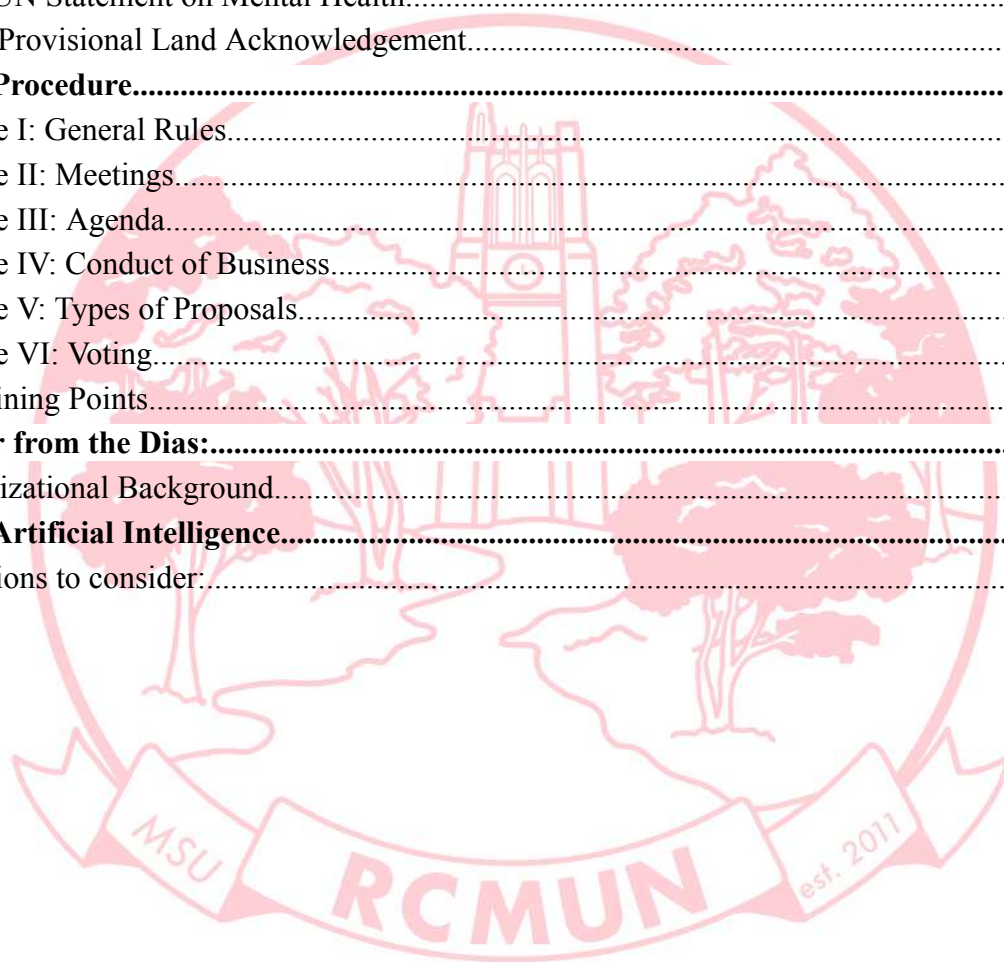 UN Statement on Mental Health....................................................................
Provisional Land Acknowledgement....................................................................
Procedure....................................................................
e I: General Rules....................................................................
e II: Meetings....................................................................
e III: Agenda....................................................................
e IV: Conduct of Business....................................................................
e V: Types of Proposals....................................................................
e VI: Voting....................................................................
ining Points....................................................................
r from the Dias:....................................................................
izational Background....................................................................
Artificial Intelligence....................................................................
ions to consider:....................................................................
MSU
RCMUN
est. 2011